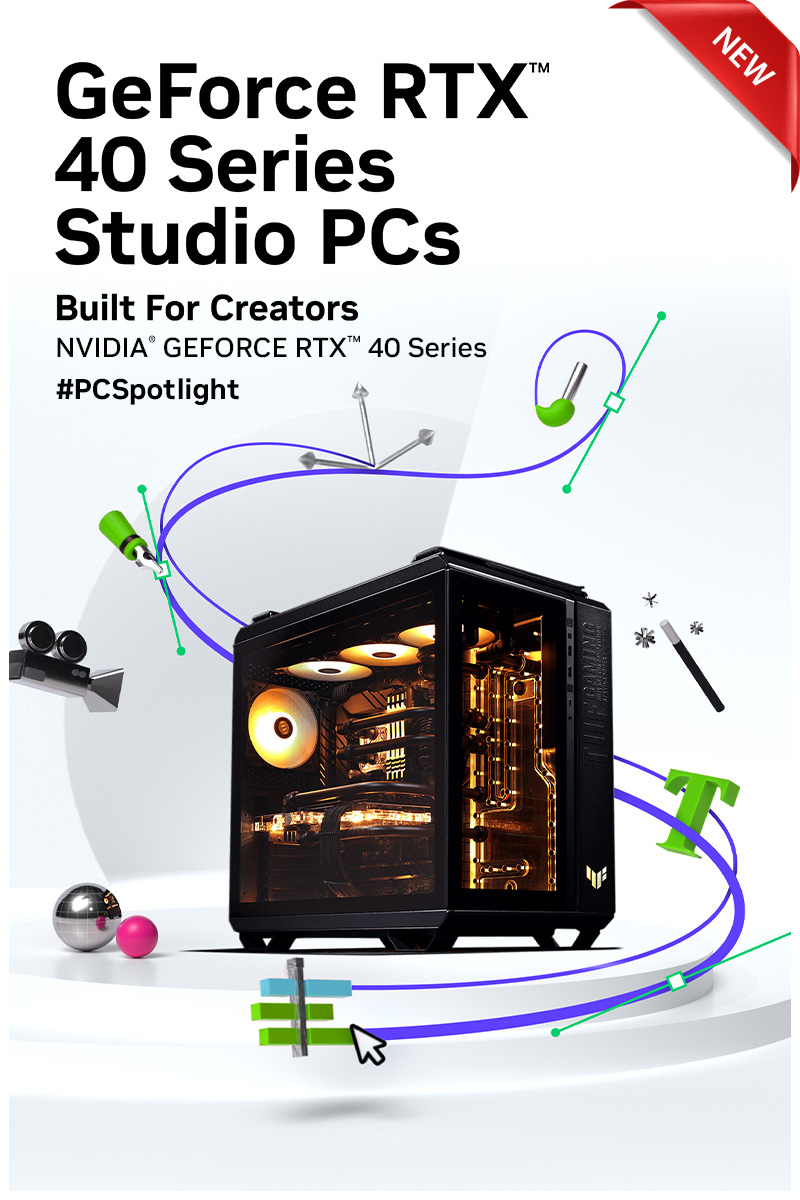 NEW
GeForce RTX™
40 Series
Studio PCs
Built For Creators
NVIDIA® GEFORCE RTX™ 40 Series
#PCSpotlight
T